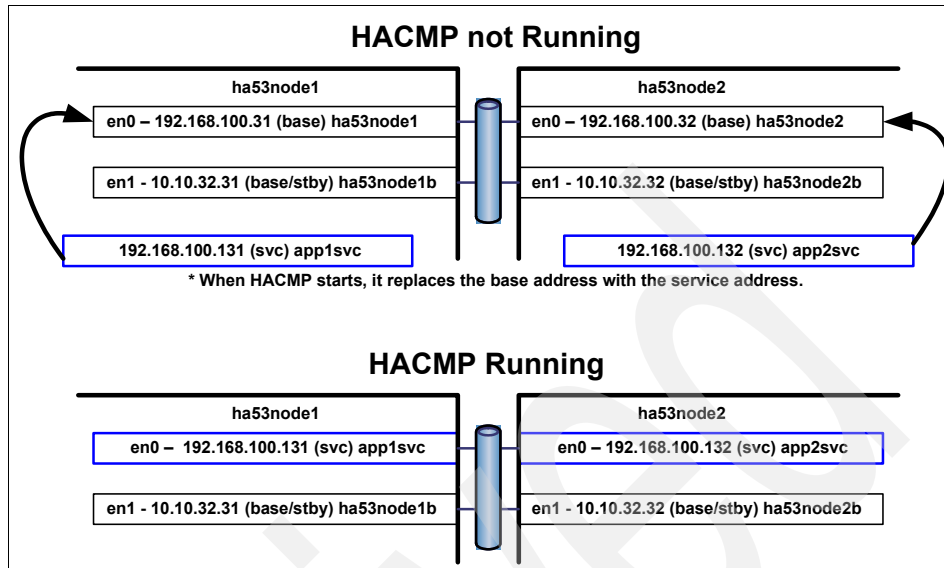 HACMP not Running
ha53node1
ha53node2
en0 – 192.168.100.31 (base) ha53node1
en0 – 192.168.100.32 (base) ha53node2
en1 - 10.10.32.31 (base/stby) ha53node1b
en1 - 10.10.32.32 (base/stby) ha53node2b
192.168.100.131 (svc) app1svc
192.168.100.132 (svc) app2svc
* When HACMP starts, it replaces the base address with the service address.
HACMP Running
ha53node1
ha53node2
en0 – 192.168.100.131 (svc) app1svc
en0 – 192.168.100.132 (svc) app2svc
en1 - 10.10.32.31 (base/stby) ha53node1b
en1 - 10.10.32.32 (base/stby) ha53node2b